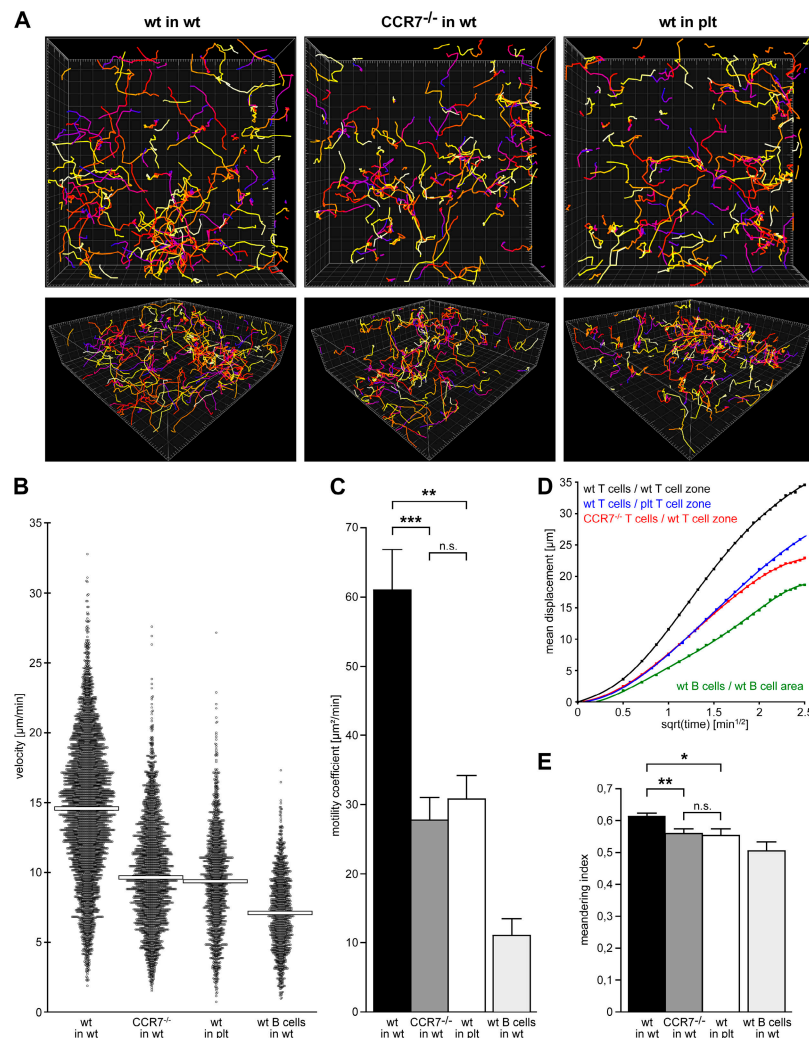 A
wt in wt
CCR7-/- in wt
wt in plt
B
velocity [µm/min]
35
30
25
20
15
10
5
0
wt
in wt
CCR7-/-
in wt
wt
in plt
wt B cells
in wt
C
motility coefficient [µm²/min]
70
60
50
40
30
20
10
0
**
***
n.s.
wt
in wt
CCR7-/-
in wt
wt
in plt
wt B cells
in wt
D
mean displacement [µm]
35
30
25
20
15
10
5
0
wt T cells / wt T cell zone
wt T cells / plt T cell zone
CCR7-/- T cells / wt T cell zone
wt B cells / wt B cell area
0
0.5
1.0
1.5
2.0
2.5
sqrt(time) [min1/2]
E
meandering index
0,7
0,6
0,5
0,4
0,3
0,2
0,1
0
*
**
n.s.
wt
in wt
CCR7-/-
in wt
wt
in plt
wt B cells
in wt